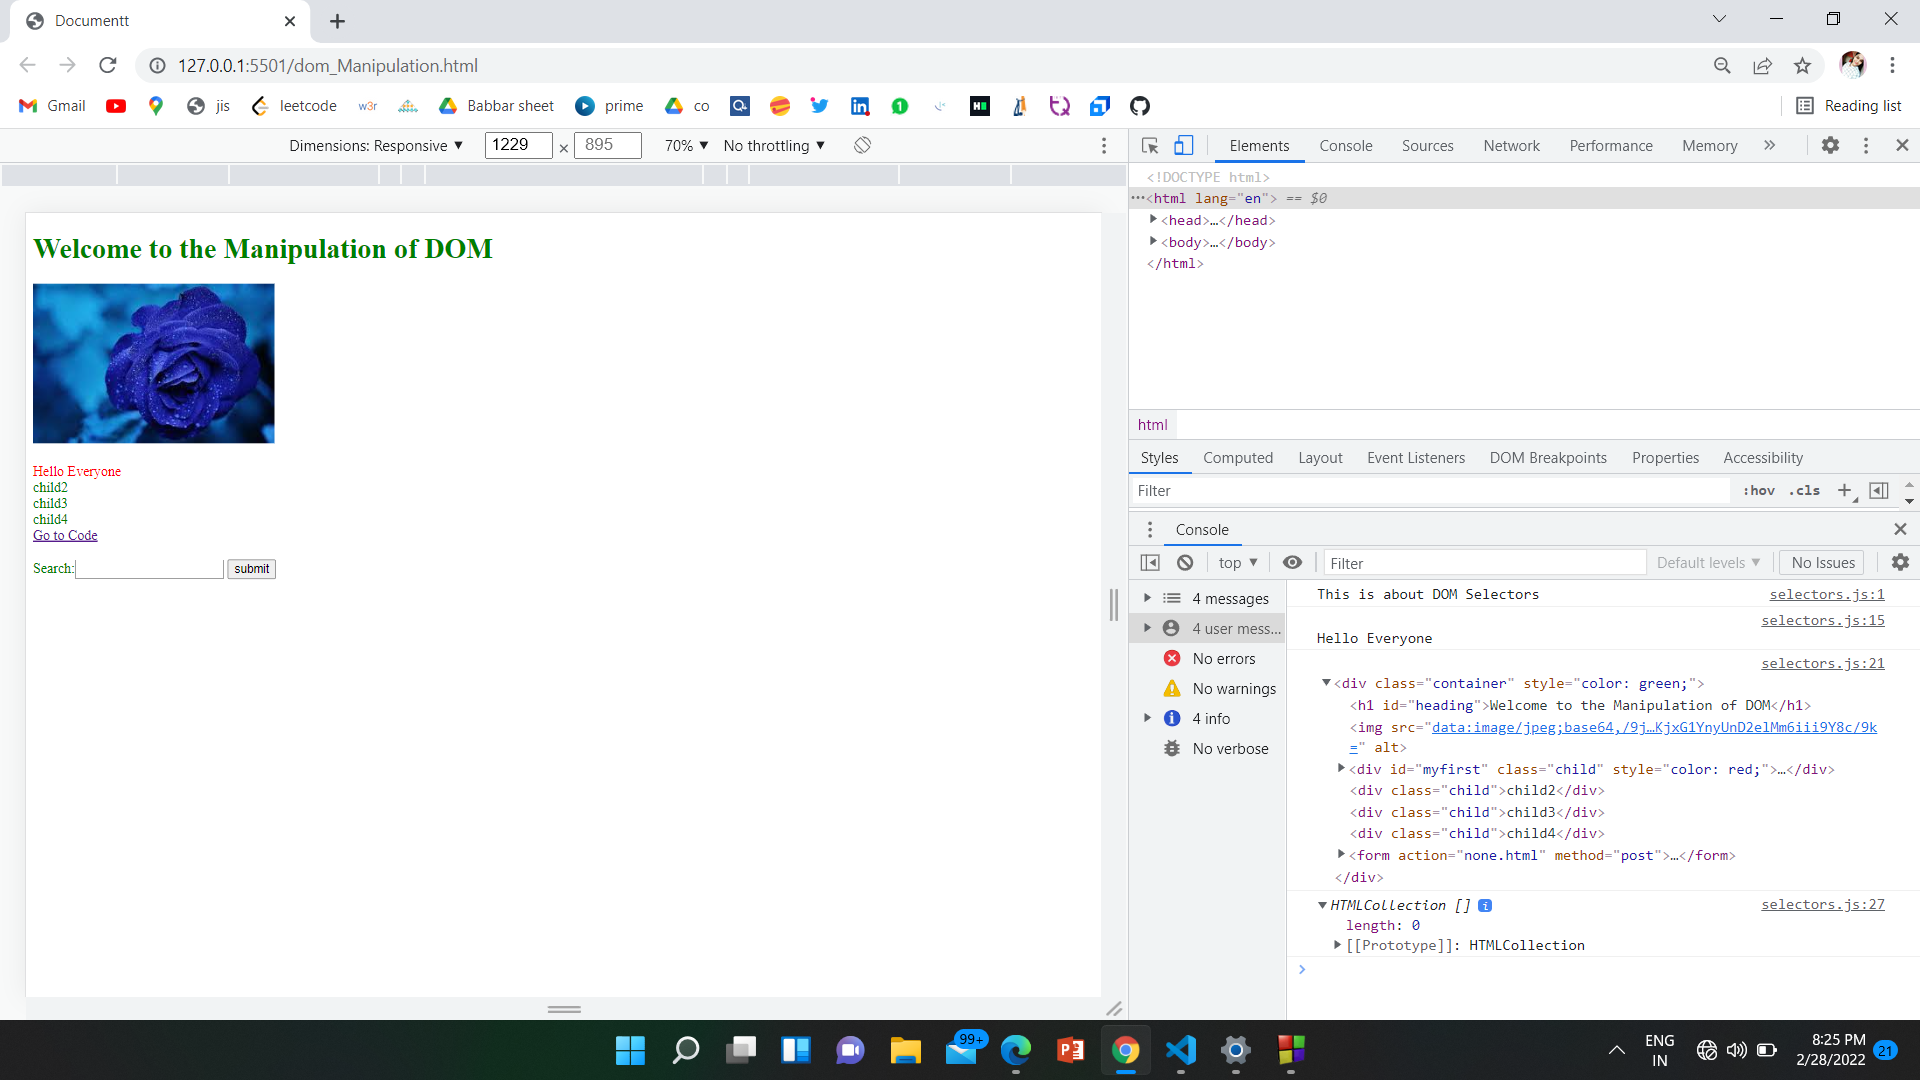 Documentt
127.0.0.1:5501/dom_Manipulation.html
Gmail jis leetcode w3r Babbar sheet prime co Reading list
Dimensions: Responsive ▼ 1229 × 895 70% ▼ No throttling ▼
Elements Console Sources Network Performance Memory »
<!DOCTYPE html>
···<html lang="en"> == $0
▶<head>…</head>
▶<body>…</body>
</html>
html
Styles Computed Layout Event Listeners DOM Breakpoints Properties Accessibility
Filter :hov .cls +
Console
top ▼ Filter Default levels ▼ No Issues
4 messages
4 user mess...
No errors
No warnings
4 info
No verbose
This is about DOM Selectors selectors.js:1
selectors.js:15
Hello Everyone
selectors.js:21
▼<div class="container" style="color: green;">
<h1 id="heading">Welcome to the Manipulation of DOM</h1>
<img src="data:image/jpeg;base64,/9j…KjxG1YnyUnD2elMm6iii9Y8c/9k
=" alt>
▶<div id="myfirst" class="child" style="color: red;">…</div>
<div class="child">child2</div>
<div class="child">child3</div>
<div class="child">child4</div>
▶<form action="none.html" method="post">…</form>
</div>
▼HTMLCollection [] i selectors.js:27
length: 0
▶[[Prototype]]: HTMLCollection
Welcome to the Manipulation of DOM
Hello Everyone
child2
child3
child4
Go to Code
Search: submit
99+
ENG
IN
8:25 PM
2/28/2022
21